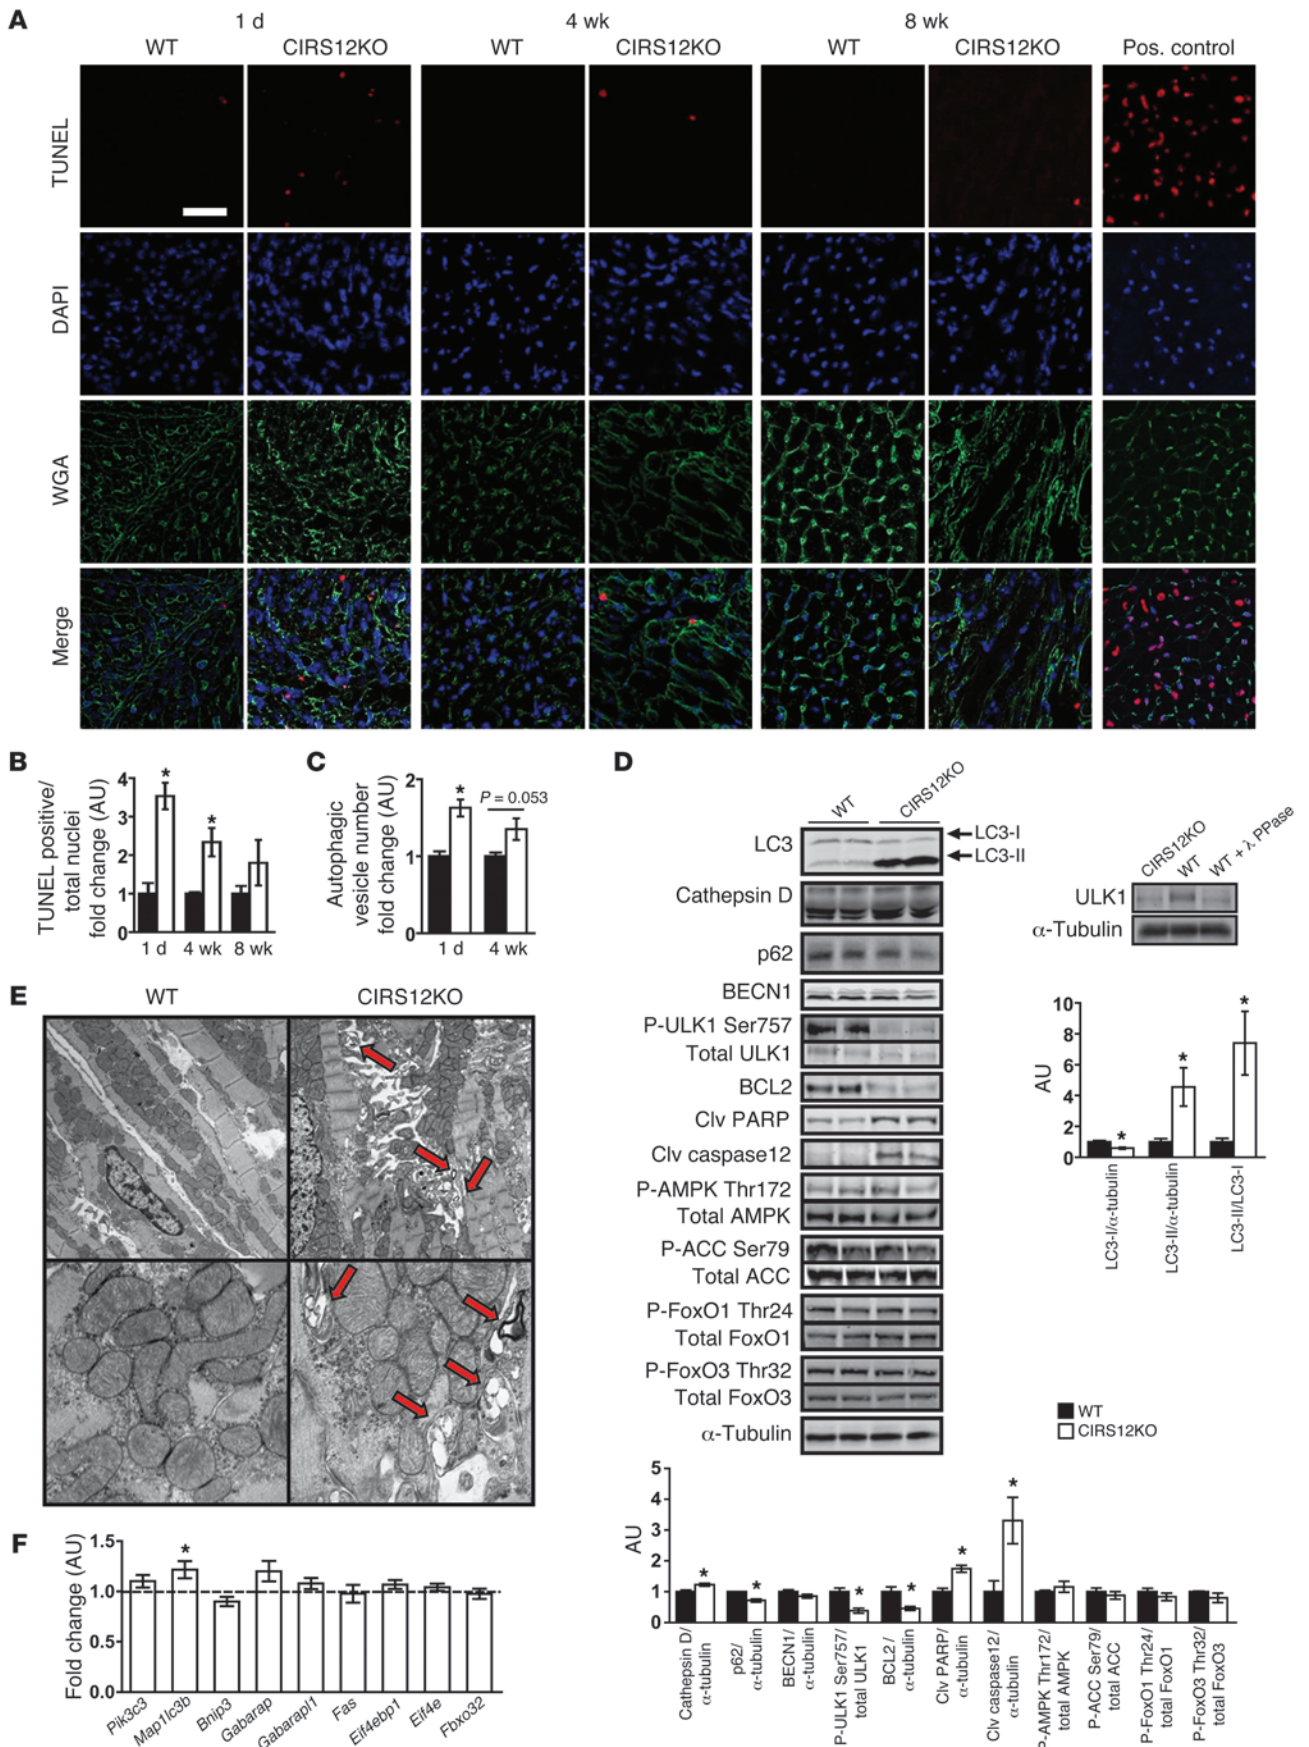 A
1 d 4 wk 8 wk
WT CIRS12KO WT CIRS12KO WT CIRS12KO Pos. control
TUNEL
DAPI
WGA
Merge
B
TUNEL positive/
total nuclei
fold change (AU)
4
3
2
1
0
* *
1 d 4 wk 8 wk
C
Autophagic
vesicle number
fold change (AU)
2
1
0
*
P = 0.053
1 d 4 wk
D
WT CIRS12KO
LC3
LC3-I
LC3-II
Cathepsin D
p62
BECN1
P-ULK1 Ser757
Total ULK1
BCL2
Clv PARP
Clv caspase12
P-AMPK Thr172
Total AMPK
P-ACC Ser79
Total ACC
P-FoxO1 Thr24
Total FoxO1
P-FoxO3 Thr32
Total FoxO3
α-Tubulin
CIRS12KO WT WT + λ PPase
ULK1
α-Tubulin
AU
10
8
6
4
2
0
* * *
LC3-I/α-tubulin
LC3-II/α-tubulin
LC3-II/LC3-I
WT
CIRS12KO
AU
5
4
3
2
1
0
* * * * * *
Cathepsin D/
α-tubulin
p62/
α-tubulin
BECN1/
α-tubulin
P-ULK1 Ser757/
total ULK1
BCL2/
α-tubulin
Clv PARP/
α-tubulin
Clv caspase12/
α-tubulin
P-AMPK Thr172/
total AMPK
P-ACC Ser79/
total ACC
P-FoxO1 Thr24/
total FoxO1
P-FoxO3 Thr32/
total FoxO3
E
WT CIRS12KO
F
Fold change (AU)
1.5
1.0
0.5
0.0
*
Pik3c3
Map1lc3b
Bnip3
Gabarap
Gabarapl1
Fas
Eif4ebp1
Eif4e
Fbxo32